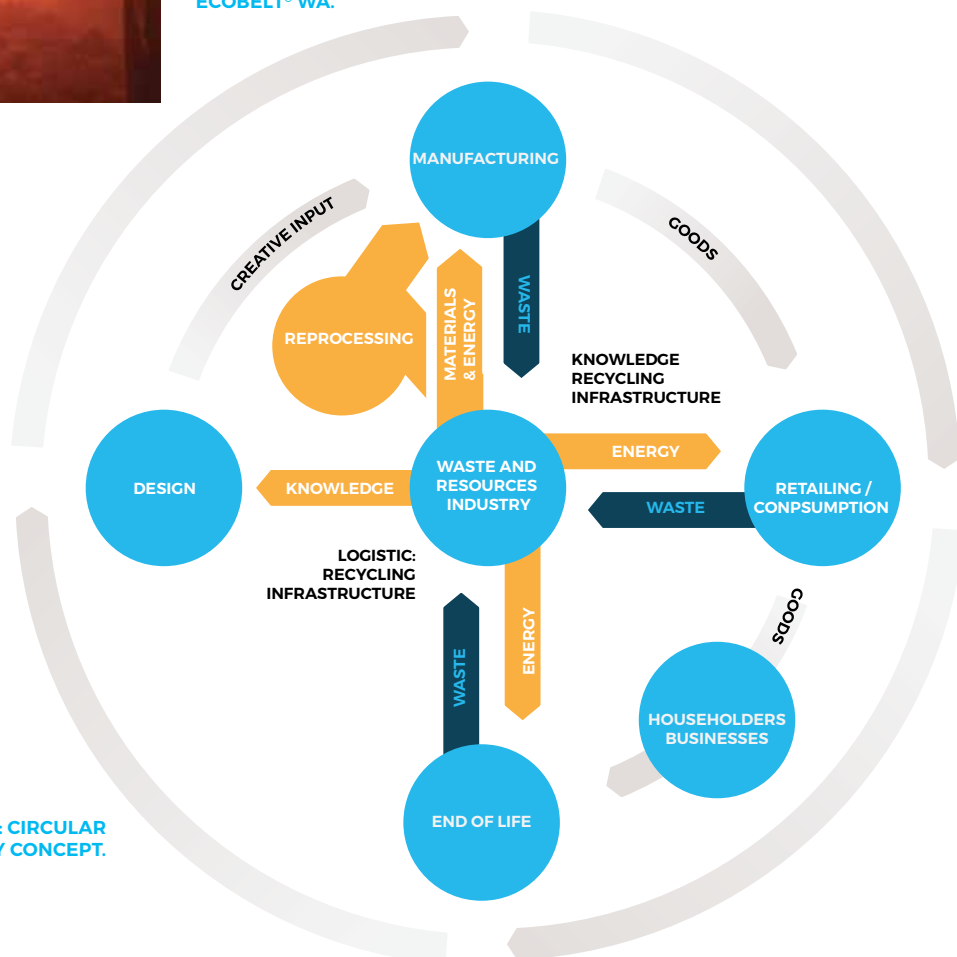 ECOBELT® WA.
MANUFACTURING
CREATIVE INPUT
GOODS
REPROCESSING
MATERIALS
& ENERGY
WASTE
KNOWLEDGE
RECYCLING
INFRASTRUCTURE
DESIGN
KNOWLEDGE
WASTE AND
RESOURCES
INDUSTRY
ENERGY
WASTE
RETAILING /
CONPSUMPTION
LOGISTIC:
RECYCLING
INFRASTRUCTURE
WASTE
ENERGY
GOODS
HOUSEHOLDERS
BUSINESSES
END OF LIFE
: CIRCULAR
Y CONCEPT.